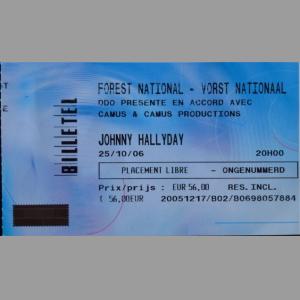 BILLETEL
FOREST NATIONAL - VORST NATIONAAL
ODO PRESENTE EN ACCORD AVEC
CAMUS & CAMUS PRODUCTIONS
JOHNNY HALLYDAY
25/10/06 20H00
PLACEMENT LIBRE - ONGENUMMERD
Prix/prijs : EUR 56,00 RES.INCL.
56,00EUR 20051217/B02/B0698057884